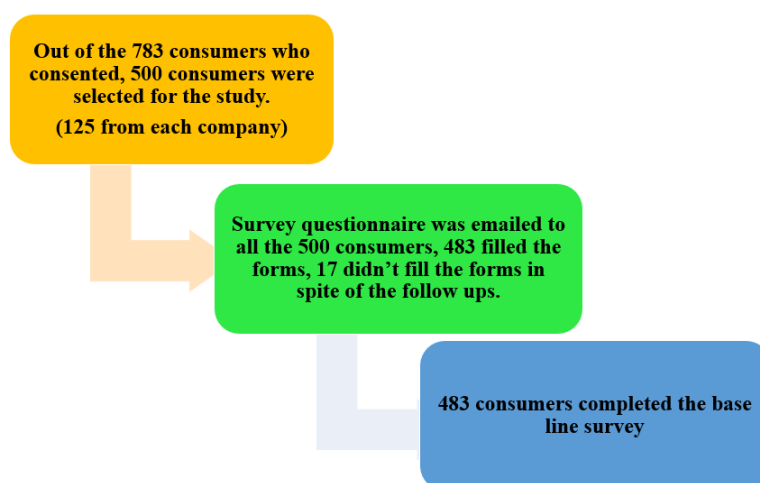 Out of the 783 consumers who
consented, 500 consumers were
selected for the study.
(125 from each company)
Survey questionnaire was emailed to
all the 500 consumers, 483 filled the
forms, 17 didn’t fill the forms in
spite of the follow ups.
483 consumers completed the base
line survey